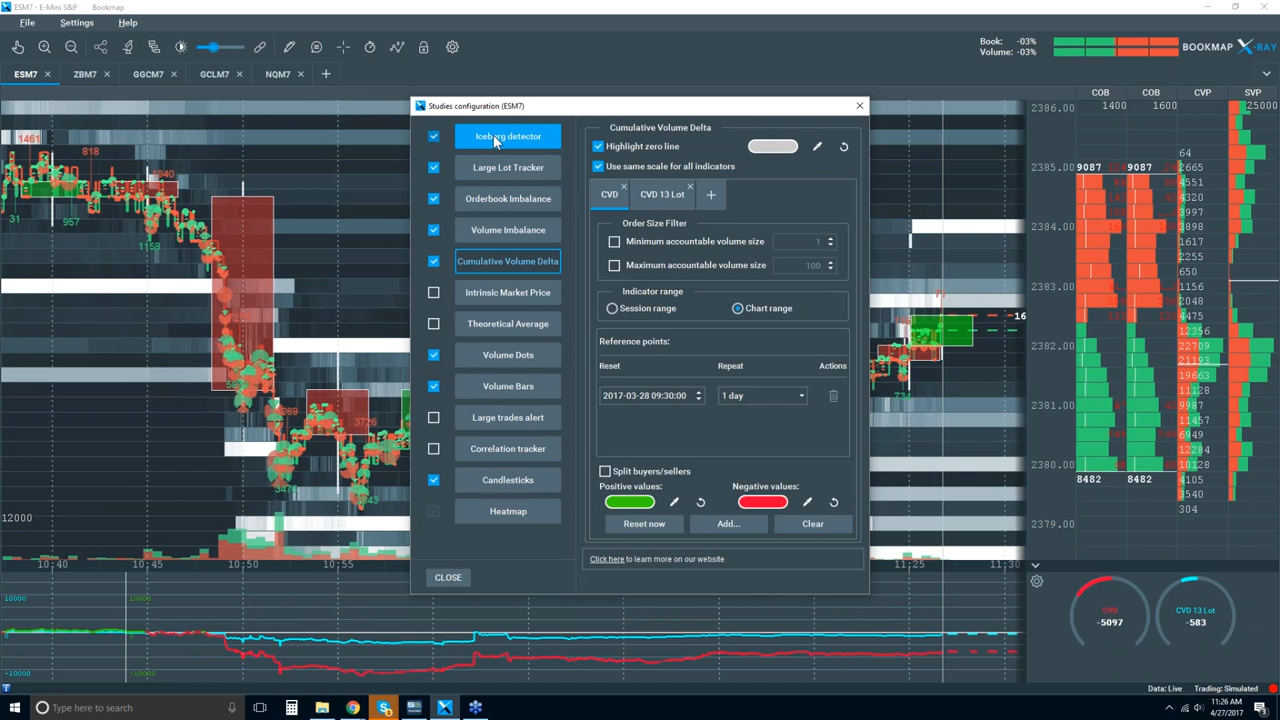 ESM7 - E-Mini S&P
Bookmap
File Settings Help
Book: -03%
Volume: -03%
BOOKMAP X-RAY
ESM7 ZBM7 GGCM7 GCLM7 NQM7
Studies configuration (ESM7)
Iceberg detector
Large Lot Tracker
Orderbook Imbalance
Volume Imbalance
Cumulative Volume Delta
Intrinsic Market Price
Theoretical Average
Volume Dots
Volume Bars
Large trades alert
Correlation tracker
Candlesticks
Heatmap
CLOSE
Cumulative Volume Delta
Highlight zero line
Use same scale for all indicators
CVD CVD 13 Lot
Order Size Filter
Minimum accountable volume size 1
Maximum accountable volume size 100
Indicator range
Session range Chart range
Reference points:
Reset Repeat Actions
2017-03-28 09:30:00 1 day
Split buyers/sellers
Positive values: Negative values:
Reset now Add... Clear
Click here to learn more on our website
COB COB CVP SVP
1400 1600 25000
2386.00
2385.00
2384.00
2383.00
2382.00
2381.00
2380.00
2379.00
9087 9087
8482 8482
64
2665
4551
4320
3998
1617
2255
650
2048
4475
12356
22709
21193
19663
11128
9987
11457
6949
12284
10128
4105
3540
304
1461
818
1940
31
957
1158
269
3726
734
12000
10:40 10:45 10:50 10:55 11:25 11:30
10000 10000
-10000 -10000
CVD
-5097
CVD 13 Lot
-583
Data: Live Trading: Simulated
Type here to search
11:26 AM
4/27/2017